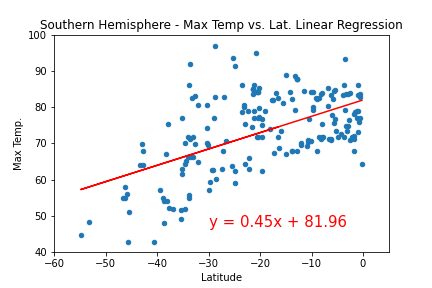 Southern Hemisphere - Max Temp vs. Lat. Linear Regression
100
90
80
70
60
50
40
Max Temp.
y = 0.45x + 81.96
−60 −50 −40 −30 −20 −10 0
Latitude